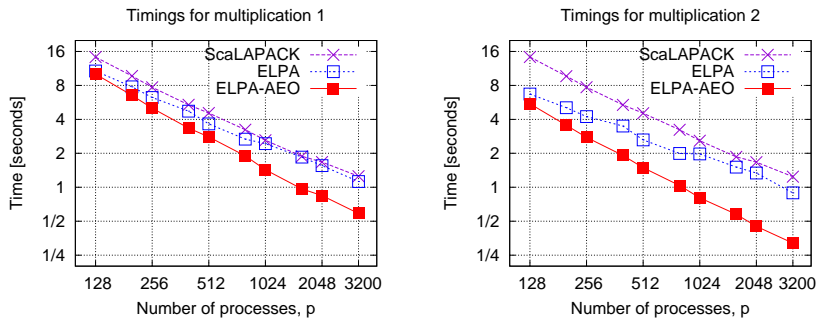 Timings for multiplication 1
16
8
4
2
1
1/2
1/4
Time [seconds]
ScaLAPACK
ELPA
ELPA-AEO
128 256 512 1024 2048 3200
Number of processes, p
Timings for multiplication 2
16
8
4
2
1
1/2
1/4
Time [seconds]
ScaLAPACK
ELPA
ELPA-AEO
128 256 512 1024 2048 3200
Number of processes, p